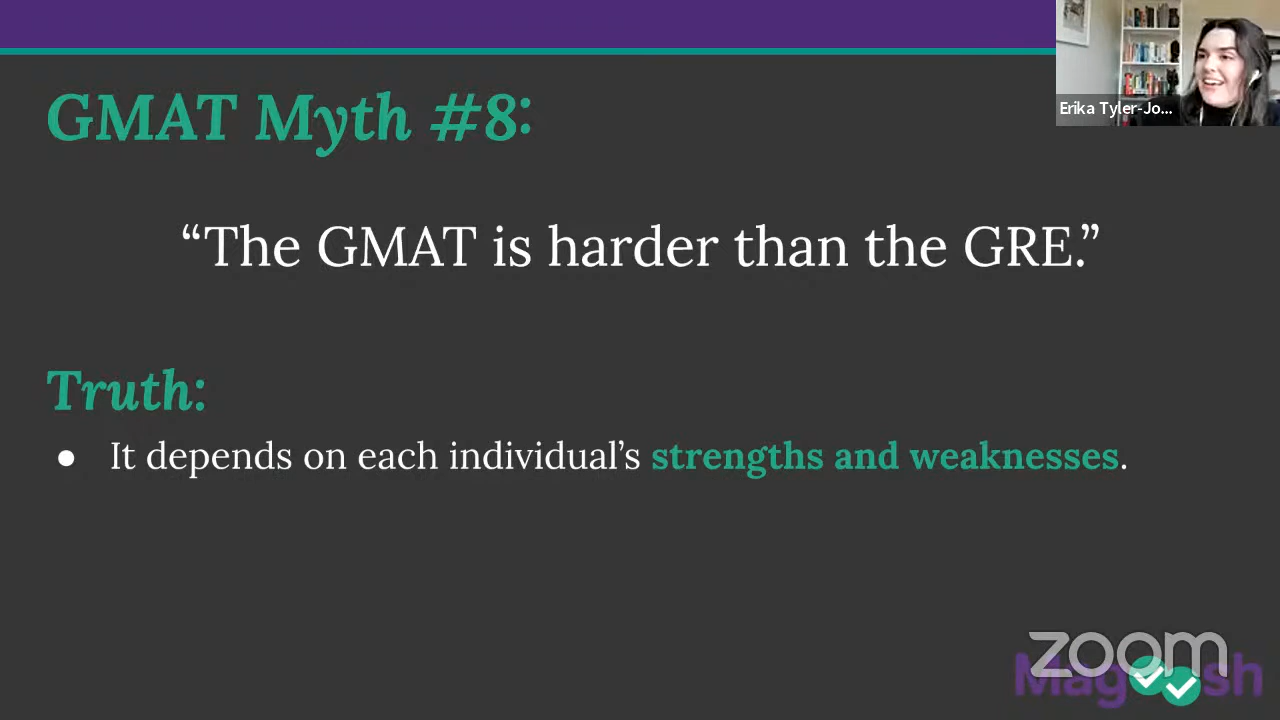 GMAT Myth #8:
Erika Tyler-Jo...
“The GMAT is harder than the GRE.”
Truth:
● It depends on each individual’s strengths and weaknesses.
zoom
Magoosh